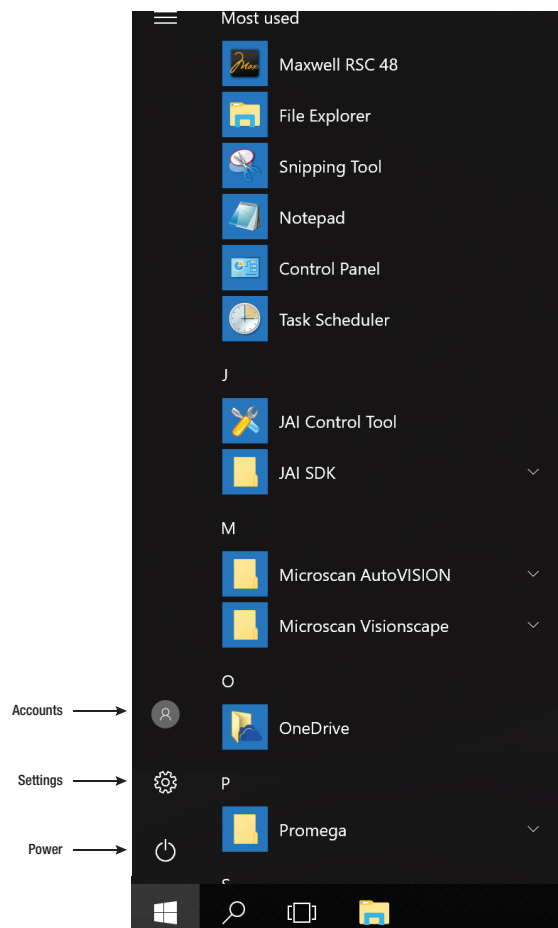 Most used
Max
Maxwell RSC 48
File Explorer
Snipping Tool
Notepad
Control Panel
Task Scheduler
J
JAI Control Tool
JAI SDK
M
Microscan AutoVISION
Microscan Visionscape
O
Accounts
OneDrive
Settings
P
Promega
Power
S